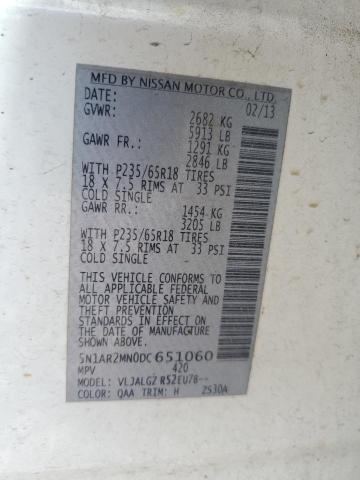 MFD BY NISSAN MOTOR CO., LTD
DATE: 02/13
GVWR: 2682 KG
5913 LB
GAWR FR.: 1291 KG
2846 LB
WITH P235/65R18 TIRES
18 X 7.5 RIMS AT 33 PSI
COLD SINGLE
GAWR RR.: 1454 KG
3205 LB
WITH P235/65R18 TIRES
18 X 7.5 RIMS AT 33 PSI
COLD SINGLE
THIS VEHICLE CONFORMS TO
ALL APPLICABLE FEDERAL
MOTOR VEHICLE SAFETY AND
THEFT PREVENTION
STANDARDS IN EFFECT ON
THE DATE OF MANUFACTURE
SHOWN ABOVE
5N1AR2MN0DC651060
MPV 420
MODEL: VLJALGZ R52EU78--
COLOR: QAA TRIM: H ZS30A